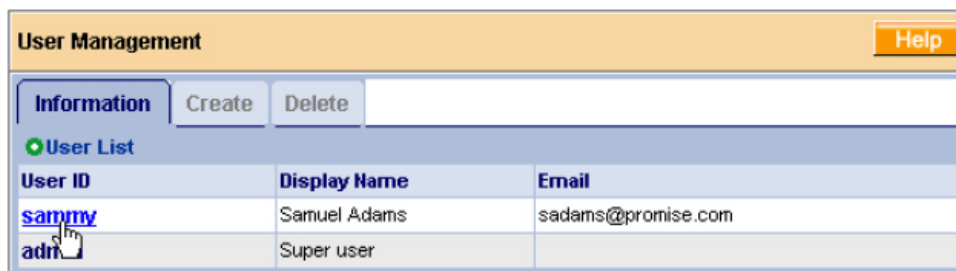 User Management Help
Information Create Delete
User List
User ID Display Name Email
sammy Samuel Adams sadams@promise.com
Super user